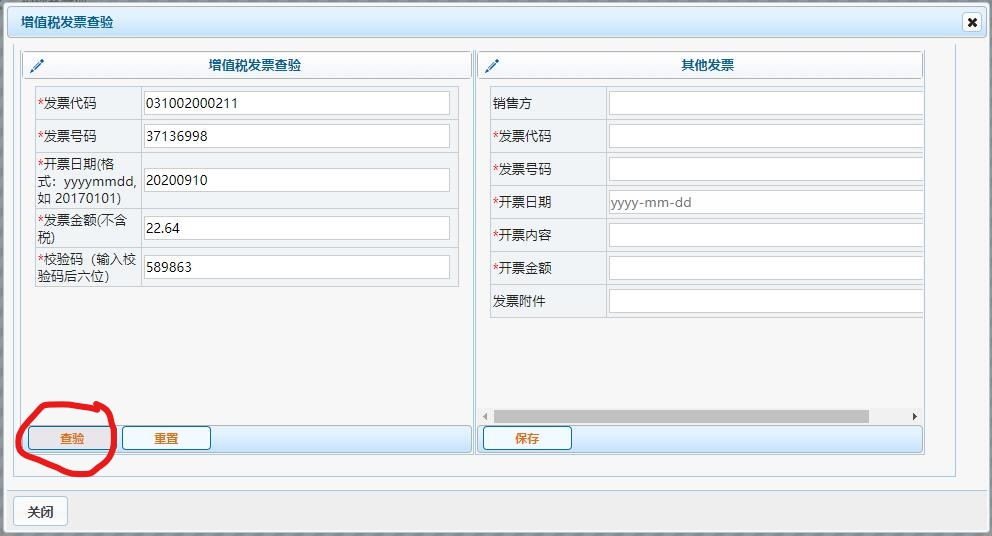 增值税发票查验
增值税发票查验
*发票代码
031002000211
*发票号码
37136998
*开票日期(格
式：yyyymmdd,
如 20170101)
20200910
*发票金额(不含
税)
22.64
*校验码（输入校
验码后六位）
589863
查验
重置
其他发票
销售方
*发票代码
*发票号码
*开票日期
yyyy-mm-dd
*开票内容
*开票金额
发票附件
保存
关闭